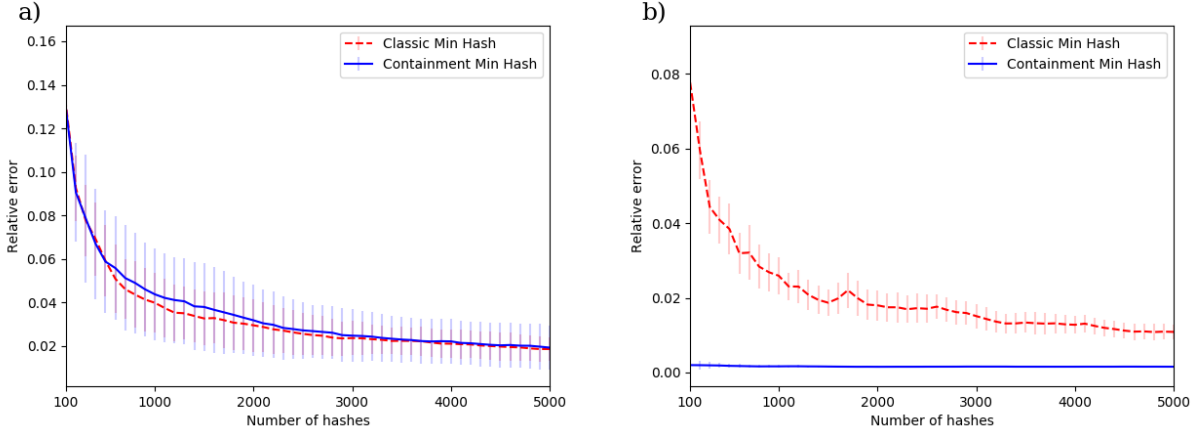 a)
Relative error
0.16
0.14
0.12
0.10
0.08
0.06
0.04
0.02
100 1000 2000 3000 4000 5000
Number of hashes
Classic Min Hash
Containment Min Hash
b)
Relative error
0.08
0.06
0.04
0.02
0.00
100 1000 2000 3000 4000 5000
Number of hashes
Classic Min Hash
Containment Min Hash